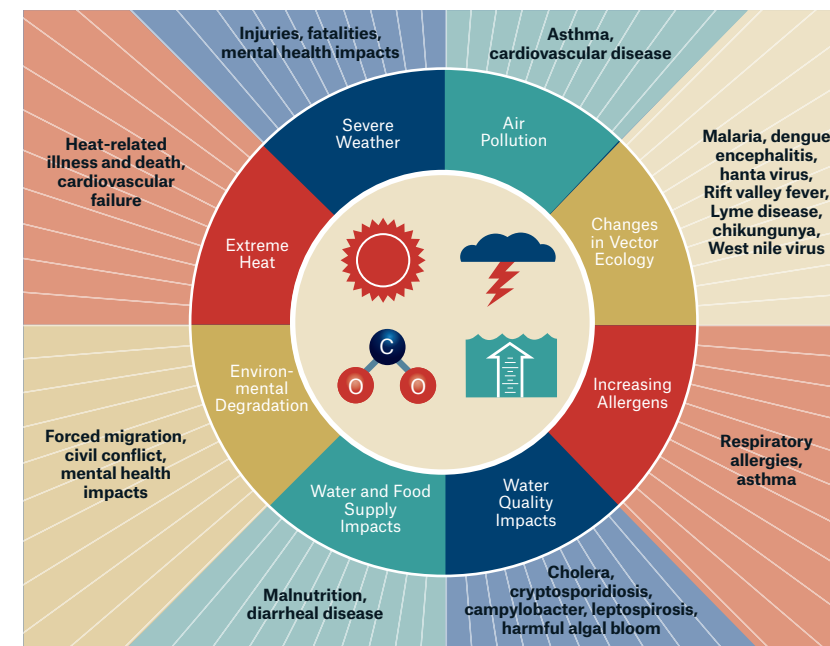 Injuries, fatalities,
mental health impacts
Asthma,
cardiovascular disease
Severe
Weather
Air
Pollution
Heat-related
illness and death,
cardiovascular
failure
Malaria, dengue
encephalitis,
hanta virus,
Rift valley fever,
Lyme disease,
chikungunya,
West nile virus
Extreme
Heat
Changes
in Vector
Ecology
C
O
O
Environ-
mental
Degradation
Increasing
Allergens
Forced migration,
civil conflict,
mental health
impacts
Respiratory
allergies,
asthma
Water and Food
Supply
Impacts
Water
Quality
Impacts
Malnutrition,
diarrheal disease
Cholera,
cryptosporidiosis,
campylobacter, leptospirosis,
harmful algal bloom